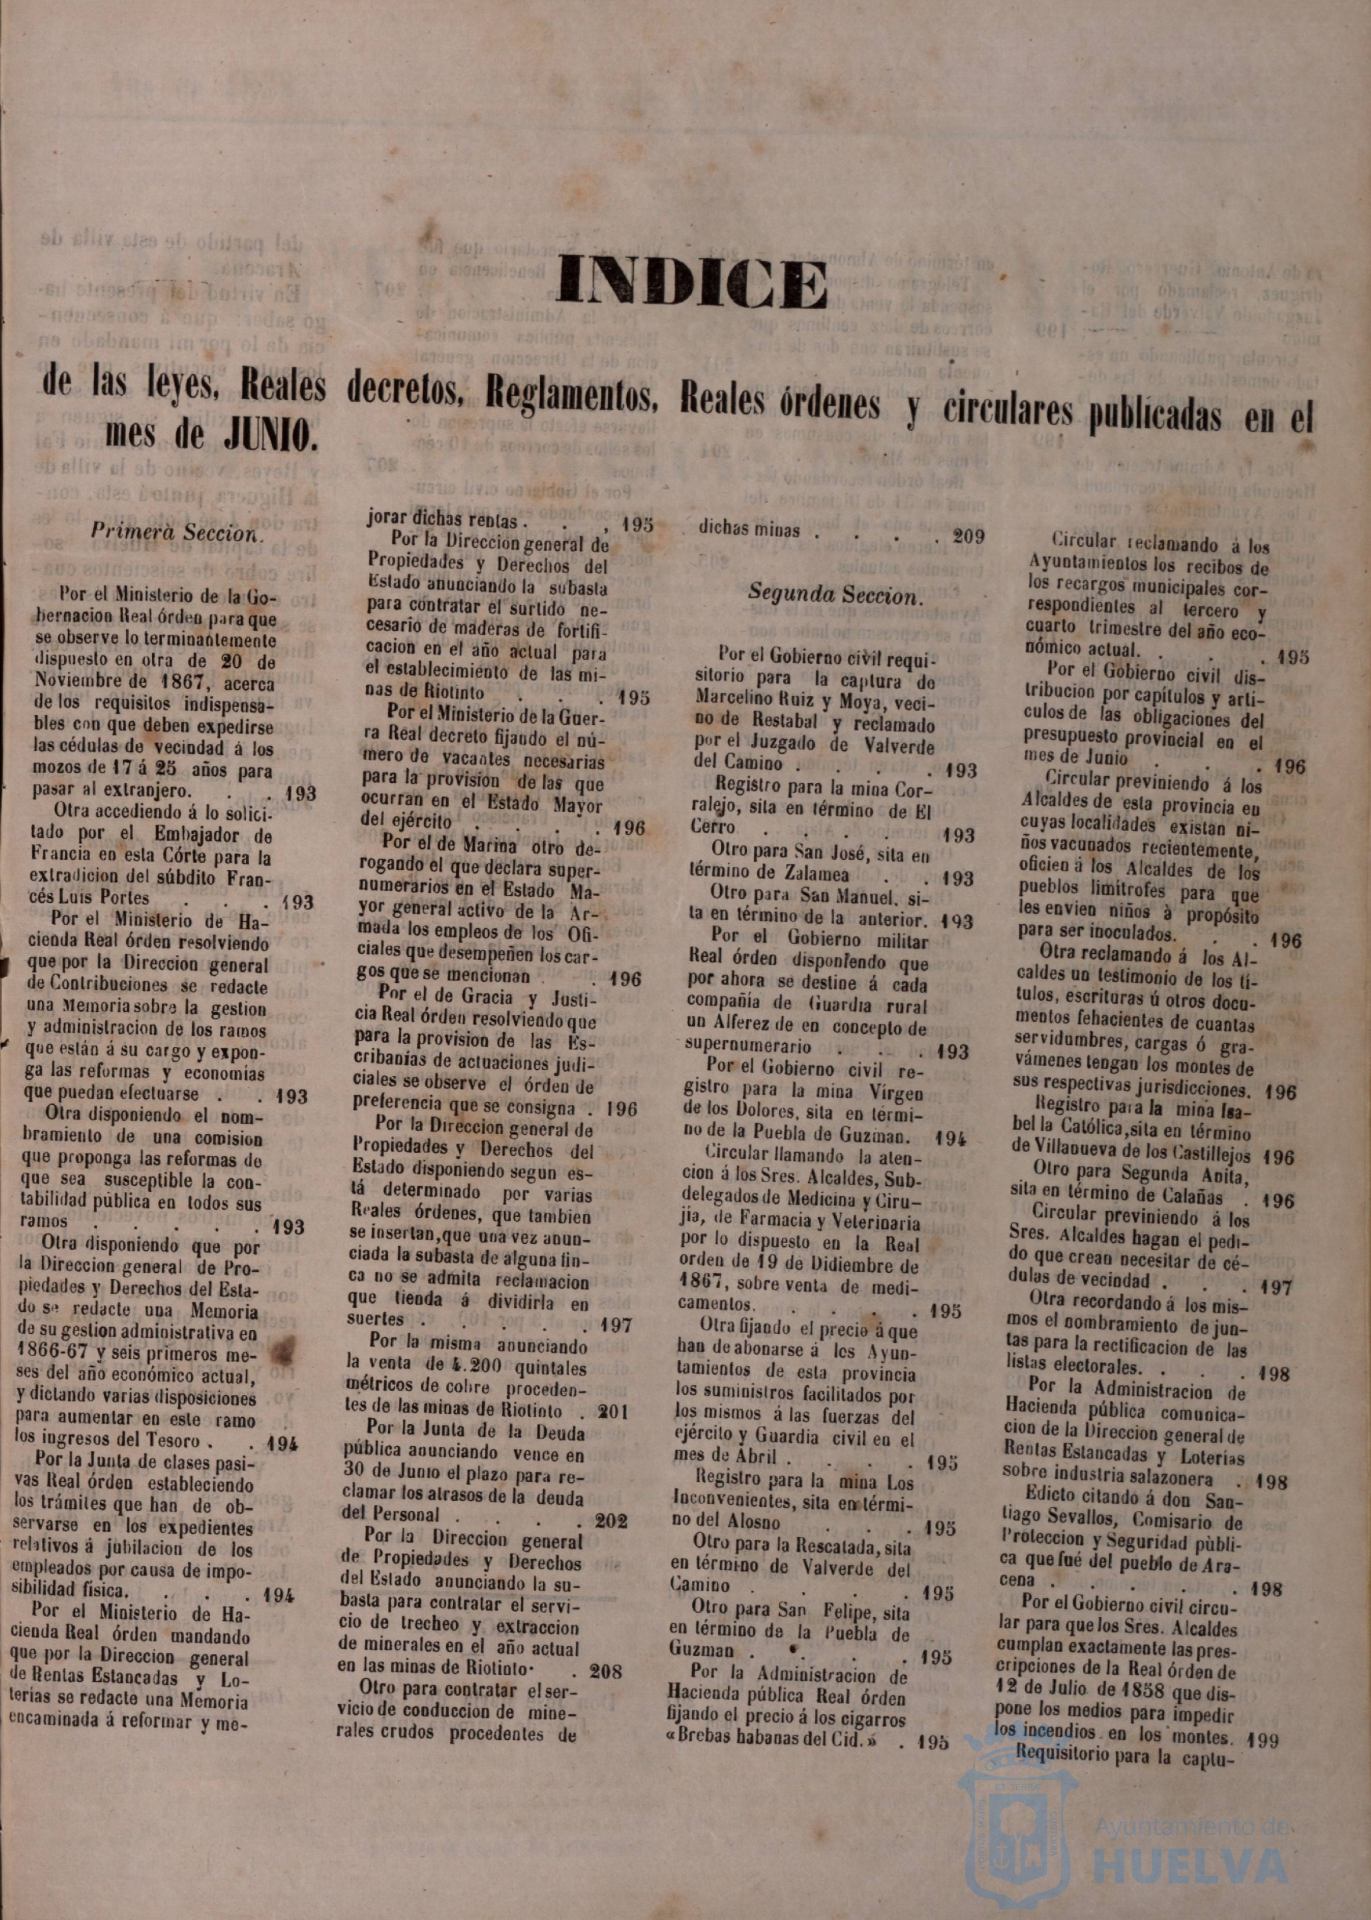 INDICE
de las leyes, Reales decretos, Reglamentos, Reales órdenes y circulares publicadas en el
mes de JUNIO.
Primera Seccion.
Por el Ministerio de la Go-
bernacion Real órden para que
se observe lo terminantemente
dispuesto en otra de 20 de
Noviembre de 1867, acerca
de los requisitos indispensa-
bles con que deben expedirse
las cédulas de vecindad á los
mozos de 17 á 25 años para
pasar al extranjero. . . 193
Otra accediendo á lo solici-
tado por el Embajador de
Francia en esta Córte para la
extradicion del súbdito Fran-
cés Luis Portes . . . 193
Por el Ministerio de Ha-
cienda Real órden resolviendo
que por la Direccion general
de Contribuciones se redacte
una Memoria sobre la gestion
y administracion de los ramos
que están á su cargo y expon-
ga las reformas y economías
que puedan efectuarse . . 193
Otra disponiendo el nom-
bramiento de una comision
que proponga las reformas de
que sea susceptible la con-
tabilidad pública en todos sus
ramos . . . . . 193
Otra disponiendo que por
la Direccion general de Pro-
piedades y Derechos del Esta-
do se redacte una Memoria
de su gestion administrativa en
1866-67 y seis primeros me-
ses del año económico actual,
y dictando varias disposiciones
para aumentar en este ramo
los ingresos del Tesoro . . 194
Por la Junta de clases pasi-
vas Real órden estableciendo
los trámites que han de ob-
servarse en los expedientes
relativos á jubilacion de los
empleados por causa de impo-
sibilidad física. . . . 194
Por el Ministerio de Ha-
cienda Real órden mandando
que por la Direccion general
de Rentas Estancadas y Lo-
terías se redacte una Memoria
encaminada á reformar y me-
jorar dichas rentas . . , 195
Por la Direccion general de
Propiedades y Derechos del
Estado anunciando la subasta
para contratar el surtido ne-
cesario de maderas de fortifi-
cacion en el año actual para
el establecimiento de las mi-
nas de Riotinto . . . 195
Por el Ministerio de la Guer-
ra Real decreto fijando el nú-
mero de vacantes necesarias
para la provision de las que
ocurran en el Estado Mayor
del ejército . . . . 196
Por el de Marina otro de-
rogando el que declara super-
numerarios en el Estado Ma-
yor general activo de la Ar-
mada los empleos de los Ofi-
ciales que desempeñen los car-
gos que se mencionan . . 196
Por el de Gracia y Justi-
cia Real órden resolviendo que
para la provision de las Es-
cribanías de actuaciones judi-
ciales se observe el órden de
preferencia que se consigna . 196
Por la Direccion general de
Propiedades y Derechos del
Estado disponiendo segun es-
tá determinado por varias
Reales órdenes, que tambien
se insertan, que una vez anun-
ciada la subasta de alguna fin-
ca no se admita reclamacion
que tienda á dividirla en
suertes . . . . . 197
Por la misma anunciando
la venta de 4.200 quintales
métricos de cobre proceden-
tes de las minas de Riotinto . 201
Por la Junta de la Deuda
pública anunciando vence en
30 de Junio el plazo para re-
clamar los atrasos de la deuda
del Personal . . . . 202
Por la Direccion general
de Propiedades y Derechos
del Estado anunciando la su-
basta para contratar el servi-
cio de trecheo y extraccion
de minerales en el año actual
en las minas de Riotinto . 208
Otro para contratar el ser-
vicio de conduccion de mine-
rales crudos procedentes de
dichas minas . . . . 209
Segunda Seccion.
Por el Gobierno civil requi-
sitorio para la captura de
Marcelino Ruiz y Moya, veci-
no de Restabal y reclamado
por el Juzgado de Valverde
del Camino . . . . 193
Registro para la mina Cor-
ralejo, sita en término de El
Cerro . . . . 193
Otro para San José, sita en
término de Zalamea . . 193
Otro para San Manuel, si-
ta en término de la anterior. 193
Por el Gobierno militar
Real órden disponiendo que
por ahora se destine á cada
compañía de Guardia rural
un Alferez de en concepto de
supernumerario . . . 193
Por el Gobierno civil re-
gistro para la mina Vírgen
de los Dolores, sita en térmi-
no de la Puebla de Guzman. 194
Circular llamando la aten-
cion á los Sres. Alcaldes, Sub-
delegados de Medicina y Ciru-
jía, de Farmacia y Veterinaria
por lo dispuesto en la Real
orden de 19 de Didiembre de
1867, sobre venta de medi-
camentos. . . . . 195
Otra fijando el precio á que
han de abonarse á los Ayun-
tamientos de esta provincia
los suministros facilitados por
los mismos á las fuerzas del
ejército y Guardia civil en el
mes de Abril . . . . 195
Registro para la mina Los
Inconvenientes, sita en térmi-
no del Alosno . . . 195
Otro para la Rescatada, sita
en término de Valverde del
Camino . . . . 195
Otro para San Felipe, sita
en término de la Puebla de
Guzman . . . . 195
Por la Administracion de
Hacienda pública Real órden
fijando el precio á los cigarros
«Brebas habanas del Cid.» . 195
Circular reclamando á los
Ayuntamientos los recibos de
los recargos municipales cor-
respondientes al tercero y
cuarto trimestre del año eco-
nómico actual. . . . 195
Por el Gobierno civil dis-
tribucion por capítulos y artí-
culos de las obligaciones del
presupuesto provincial en el
mes de Junio . . . 196
Circular previniendo á los
Alcaldes de esta provincia en
cuyas localidades existan ni-
ños vacunados recientemente,
oficien á los Alcaldes de los
pueblos limítrofes para que
les envien niños à propósito
para ser inoculados. . . 196
Otra reclamando á los Al-
caldes un testimonio de los tí-
tulos, escrituras ú otros docu-
mentos fehacientes de cuantas
servidumbres, cargas ó gra-
vámenes tengan los montes de
sus respectivas jurisdicciones. 196
Registro para la mina Isa-
bel la Católica, sita en término
de Villanueva de los Castillejos 196
Otro para Segunda Anita,
sita en término de Calañas . 196
Circular previniendo á los
Sres. Alcaldes hagan el pedi-
do que crean necesitar de cé-
dulas de vecindad . . . 197
Otra recordando á los mis-
mos el nombramiento de jun-
tas para la rectificacion de las
listas electorales. . . . 198
Por la Administracion de
Hacienda pública comunica-
cion de la Direccion general de
Rentas Estancadas y Loterías
sobre industria salazonera . 198
Edicto citando á don San-
tiago Sevallos, Comisario de
Proteccion y Seguridad públi-
ca que fué del pueblo de Ara-
cena . . . . . 198
Por el Gobierno civil circu-
lar para que los Sres. Alcaldes
cumplan exactamente las pres-
cripciones de la Real órden de
12 de Julio de 1858 que dis-
pone los medios para impedir
los incendios en los montes. 199
Requisitorio para la captu-
Ayuntamiento de
HUELVA